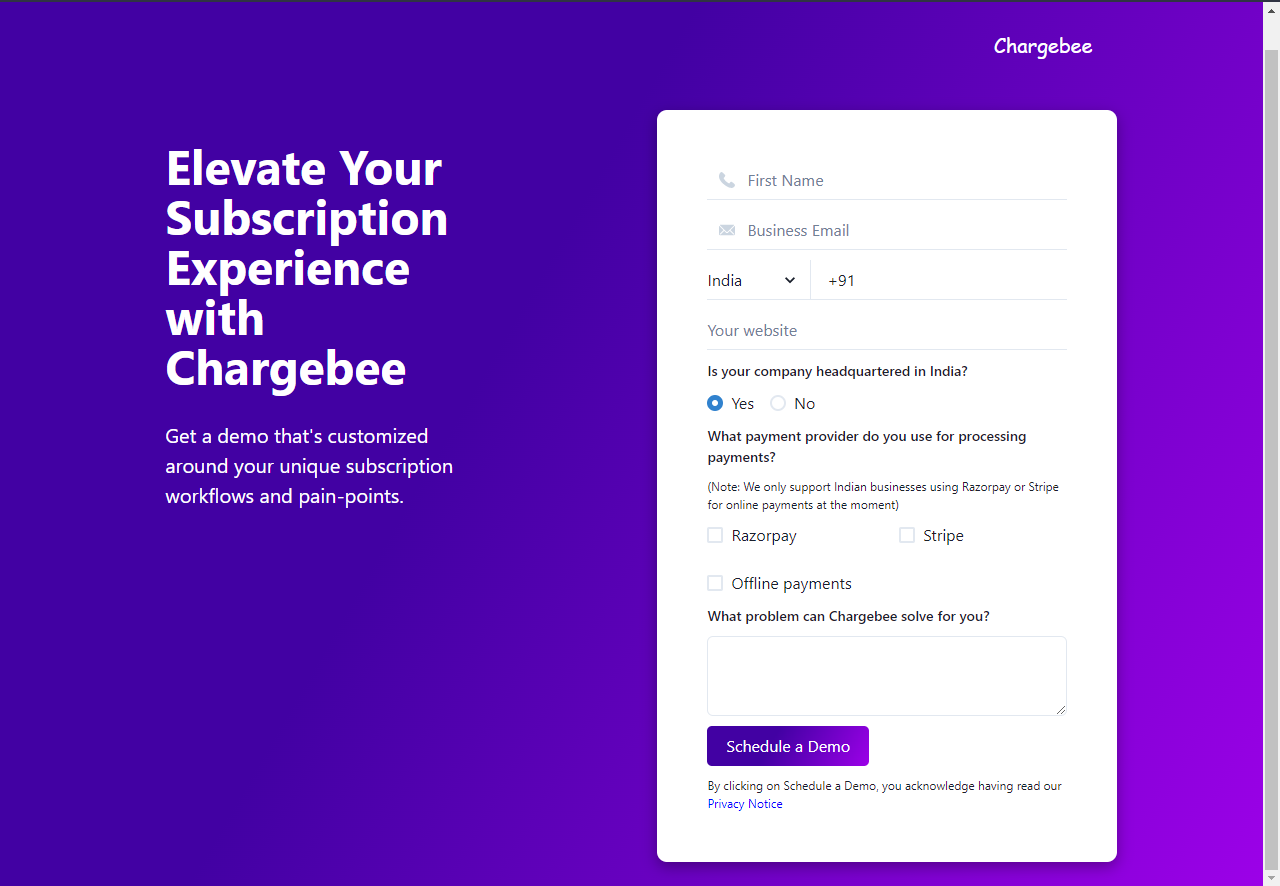 Chargebee
Elevate Your
Subscription
Experience
with
Chargebee
Get a demo that's customized
around your unique subscription
workflows and pain-points.
First Name
Business Email
India +91
Your website
Is your company headquartered in India?
Yes No
What payment provider do you use for processing
payments?
(Note: We only support Indian businesses using Razorpay or Stripe
for online payments at the moment)
Razorpay Stripe
Offline payments
What problem can Chargebee solve for you?
Schedule a Demo
By clicking on Schedule a Demo, you acknowledge having read our
Privacy Notice